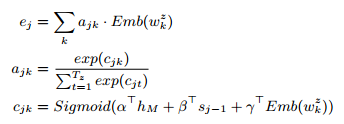 e_j = \sum_k a_{jk} \cdot Emb(w_k^z)
a_{jk} = \frac{exp(c_{jk})}{\sum_{t=1}^{T_z} exp(c_{jt})}
c_{jk} = Sigmoid(\alpha^\top h_M + \beta^\top s_{j-1} + \gamma^\top Emb(w_k^z))